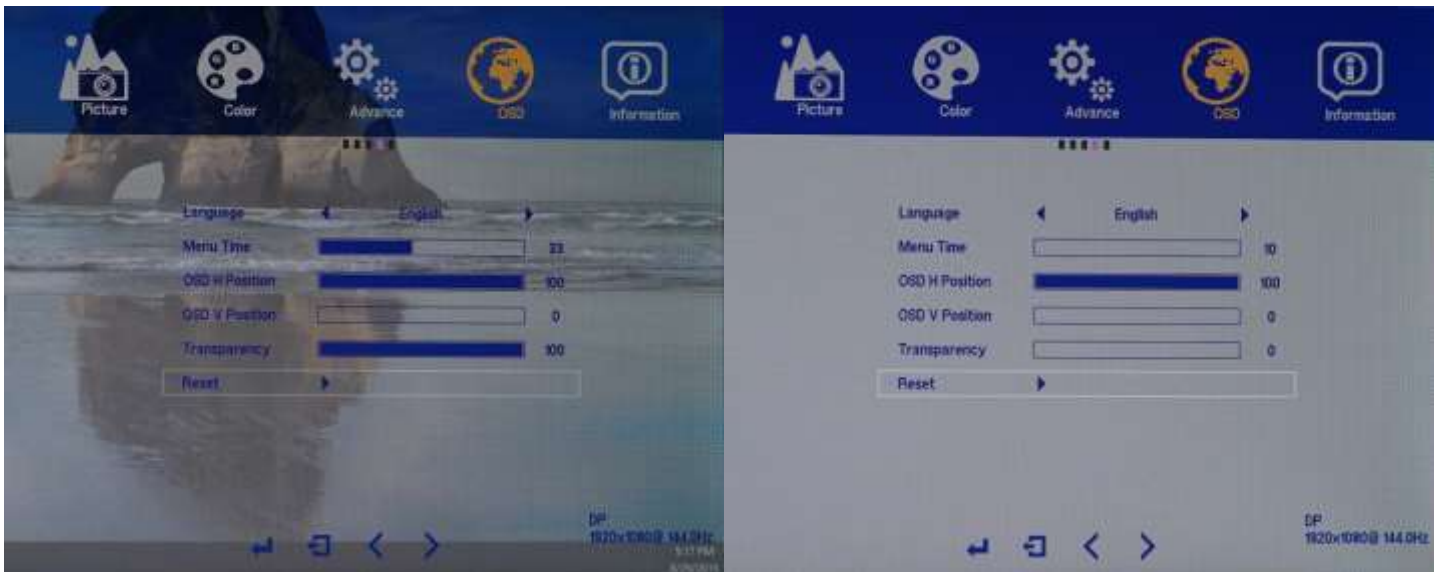 Picture Color Advance OSD Information
Language English
Menu Time 33
OSD H Position 100
OSD V Position 0
Transparency 100
Reset
DP
1920x1080@ 144.0Hz
PM
Picture Color Advance OSD Information
Language English
Menu Time 10
OSD H Position 100
OSD V Position 0
Transparency 0
Reset
DP
1920x1080@ 144.0Hz